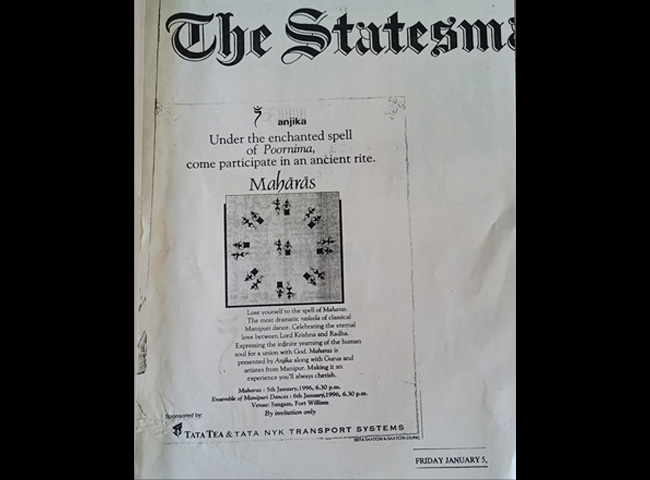 The Statesma
anjika
Under the enchanted spell
of Poornima,
come participate in an ancient rite.
Mahārās
Lose yourself to the spell of Maharas.
The most dramatic rasleela of classical
Manipuri dance. Celebrating the eternal
love between Lord Krishna and Radha.
Expressing the infinite yearning of the human
soul for a union with God. Maharas is
presented by Anjika along with Gurus and
artistes from Manipur. Making it an
experience you'll always cherish.
Maharas : 5th January,1996, 6.30 p.m.
Ensemble of Manipuri Dances : 6th January,1996, 6.30 p.m.
Venue: Sangam, Fort William
By invitation only
Sponsored by:
TATA TEA & TATA NYK TRANSPORT SYSTEMS
SAATCHI & SAATCHI
FRIDAY JANUARY 5,